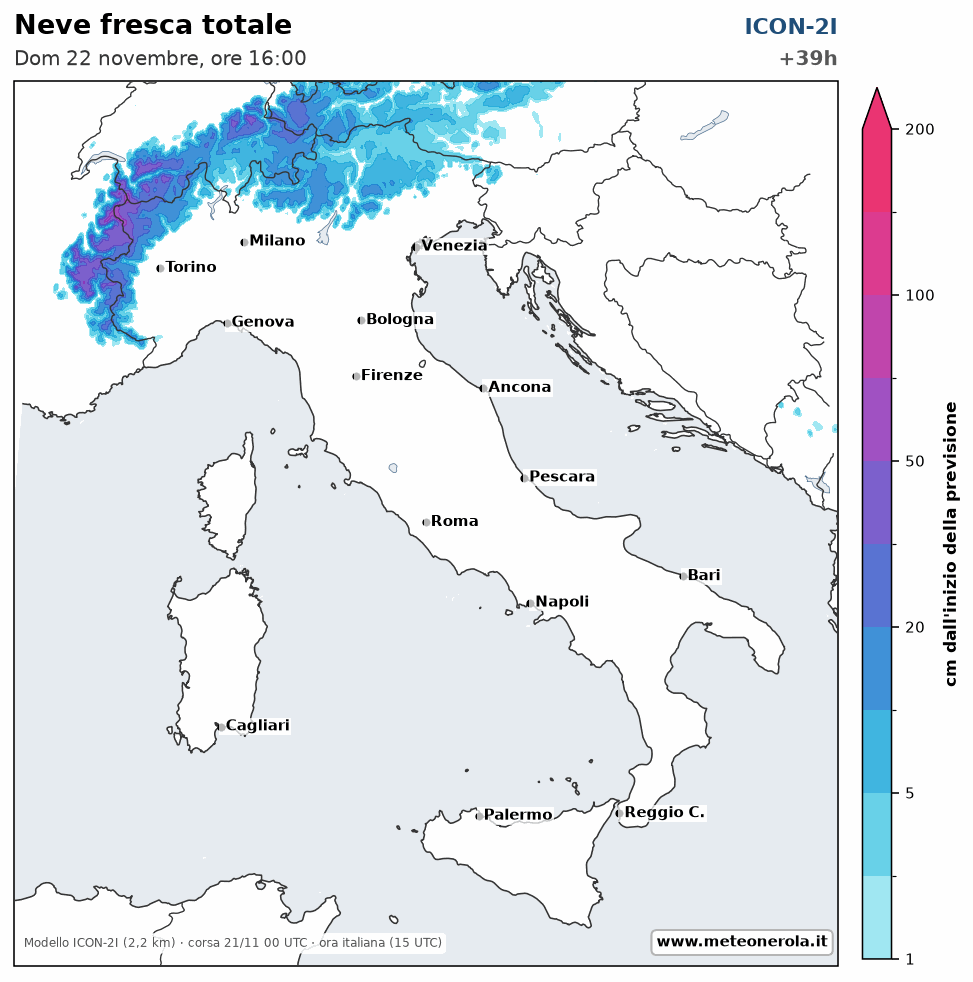 Neve fresca totale
ICON-2I
Dom 22 novembre, ore 16:00
+39h
Milano
Venezia
Torino
Genova
Bologna
Firenze
Ancona
Pescara
Roma
Bari
Napoli
Cagliari
Palermo
Reggio C.
200
100
50
20
5
1
cm dall'inizio della previsione
Modello ICON-2I (2,2 km) · corsa 21/11 00 UTC · ora italiana (15 UTC)
www.meteonerola.it